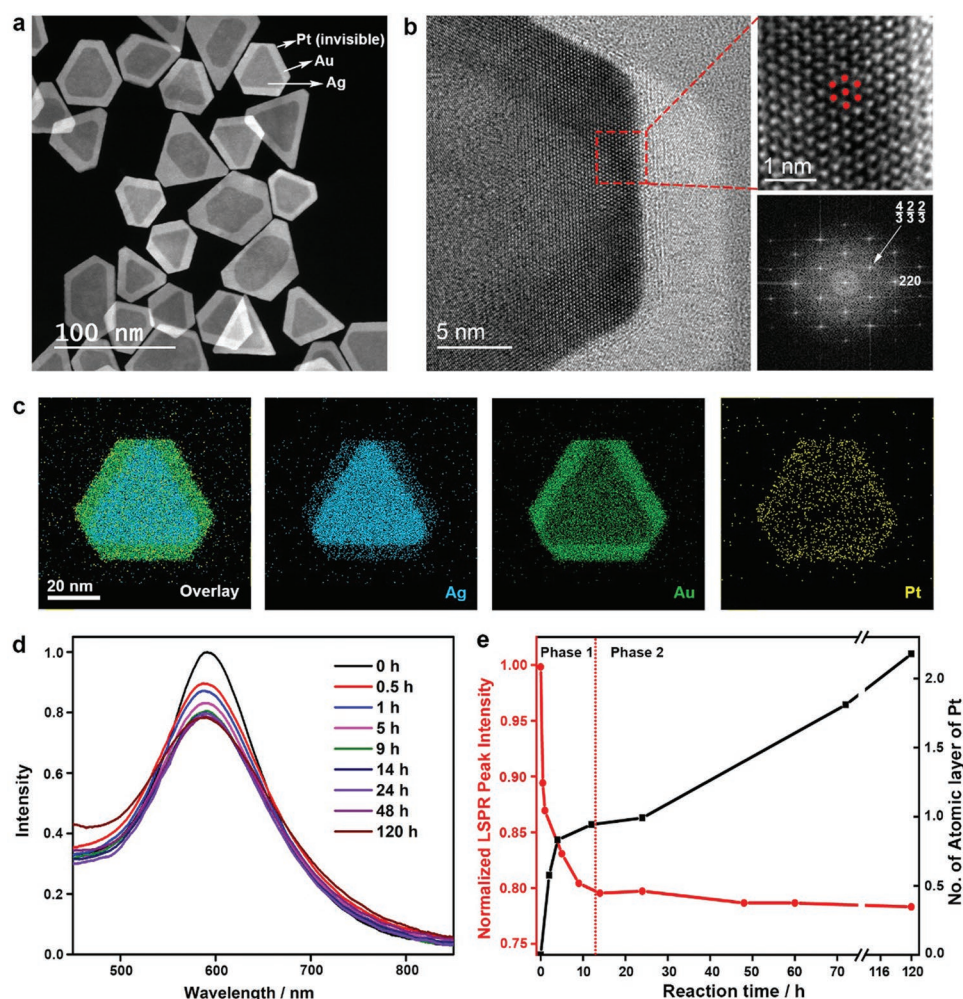 a
Pt (invisible)
Au
Ag
100 nm
b
5 nm
1 nm
4 2 2
3 3 3
220
c
20 nm
Overlay
Ag
Au
Pt
d
Intensity
1.0
0.8
0.6
0.4
0.2
0.0
500 600 700 800
Wavelength / nm
0 h
0.5 h
1 h
5 h
9 h
14 h
24 h
48 h
120 h
e
Phase 1
Phase 2
Normalized LSPR Peak Intensity
1.00
0.95
0.90
0.85
0.80
0.75
No. of Atomic layer of Pt
2.0
1.5
1.0
0.5
0.0
0 10 20 30 40 50 60 70 116 120
Reaction time / h